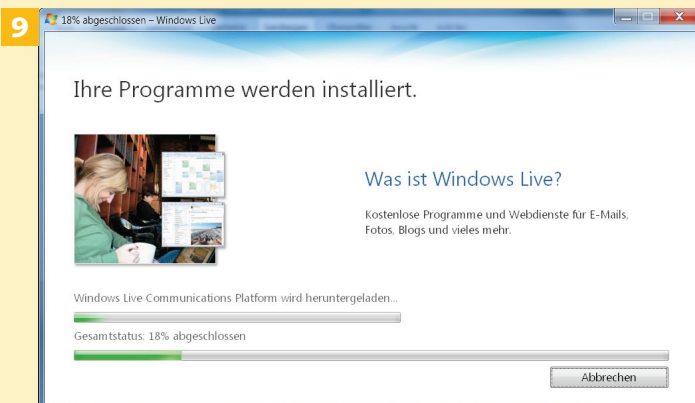 9
18% abgeschlossen – Windows Live
Ihre Programme werden installiert.
Was ist Windows Live?
Kostenlose Programme und Webdienste für E-Mails,
Fotos, Blogs und vieles mehr.
Windows Live Communications Platform wird heruntergeladen...
Gesamtstatus: 18% abgeschlossen
Abbrechen